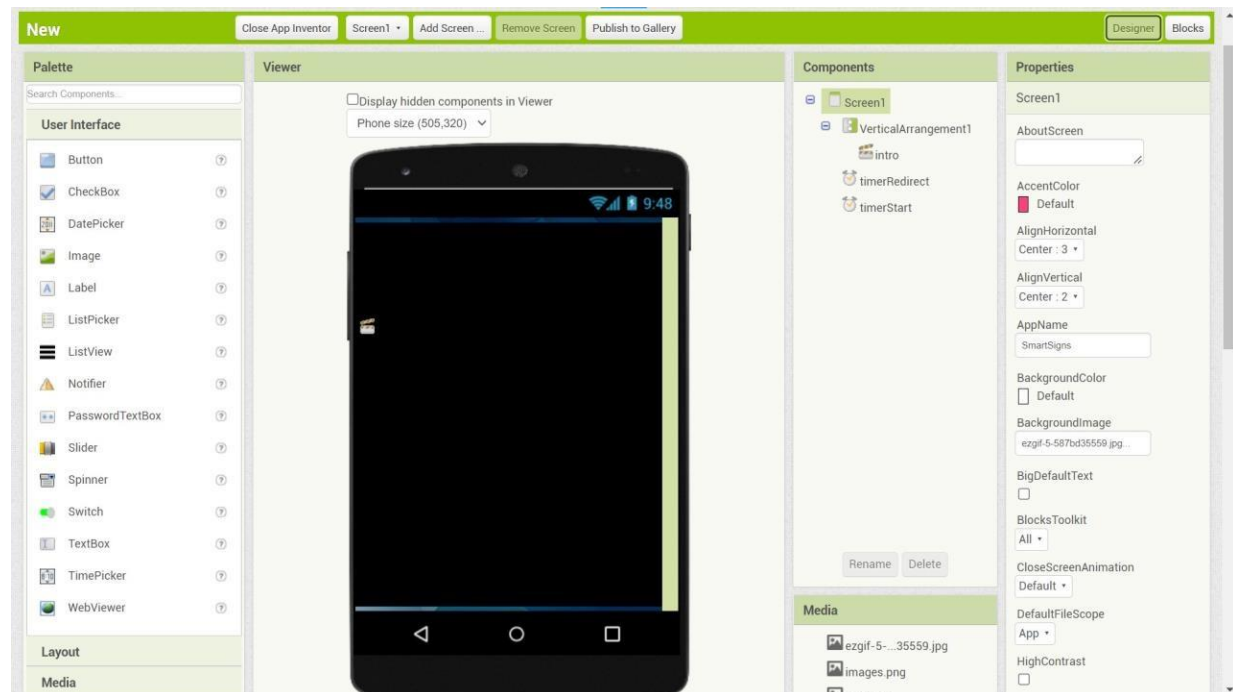 New
Close App Inventor
Screen1
Add Screen ...
Remove Screen
Publish to Gallery
Designer
Blocks
Palette
Search Components...
User Interface
Button
CheckBox
DatePicker
Image
Label
ListPicker
ListView
Notifier
PasswordTextBox
Slider
Spinner
Switch
TextBox
TimePicker
WebViewer
Layout
Media
Viewer
Display hidden components in Viewer
Phone size (505,320)
9:48
Components
Screen1
VerticalArrangement1
intro
timerRedirect
timerStart
Rename
Delete
Media
ezgif-5-...35559.jpg
images.png
Properties
Screen1
AboutScreen
AccentColor
Default
AlignHorizontal
Center : 3
AlignVertical
Center : 2
AppName
SmartSigns
BackgroundColor
Default
BackgroundImage
ezgif-5-587bd35559.jpg...
BigDefaultText
BlocksToolkit
All
CloseScreenAnimation
Default
DefaultFileScope
App
HighContrast